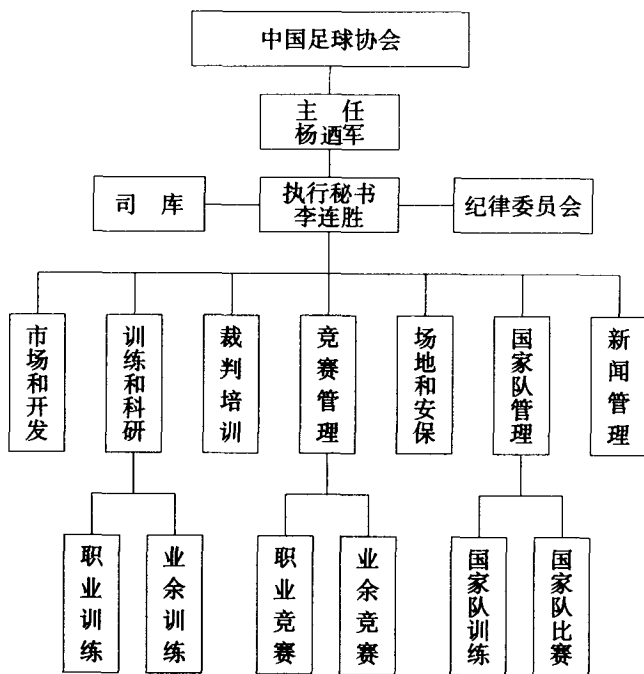 中国足球协会
主 任
杨迺军
执行秘书
李连胜
司 库
纪律委员会
市场和开发
训练和科研
裁判培训
竞赛管理
场地和安保
国家队管理
新闻管理
职业训练
业余训练
职业竞赛
业余竞赛
国家队训练
国家队比赛